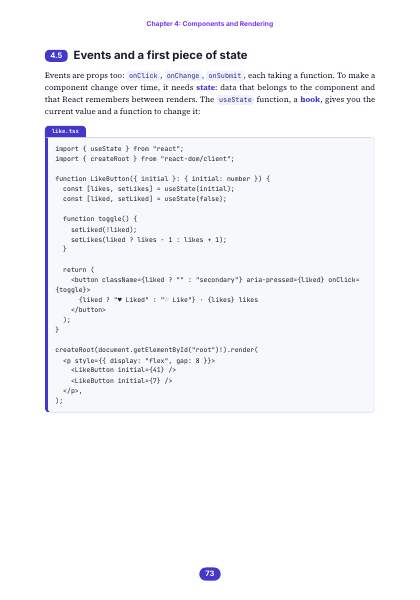 Chapter 4: Components and Rendering
4.5 Events and a first piece of state
Events are props too: onClick, onChange, onSubmit, each taking a function. To make a
component change over time, it needs state: data that belongs to the component and
that React remembers between renders. The useState function, a hook, gives you the
current value and a function to change it:
like.tsx
import { useState } from "react";
import { createRoot } from "react-dom/client";
function LikeButton({ initial }: { initial: number }) {
  const [likes, setLikes] = useState(initial);
  const [liked, setLiked] = useState(false);
  function toggle() {
    setLiked(!liked);
    setLikes(liked ? likes - 1 : likes + 1);
  }
  return (
    <button className={liked ? "" : "secondary"} aria-pressed={liked} onClick=
{toggle}>
      {liked ? "♥ Liked" : "♡ Like"} · {likes} likes
    </button>
  );
}
createRoot(document.getElementById("root")!).render(
  <p style={{ display: "flex", gap: 8 }}>
    <LikeButton initial={41} />
    <LikeButton initial={7} />
  </p>,
);
73